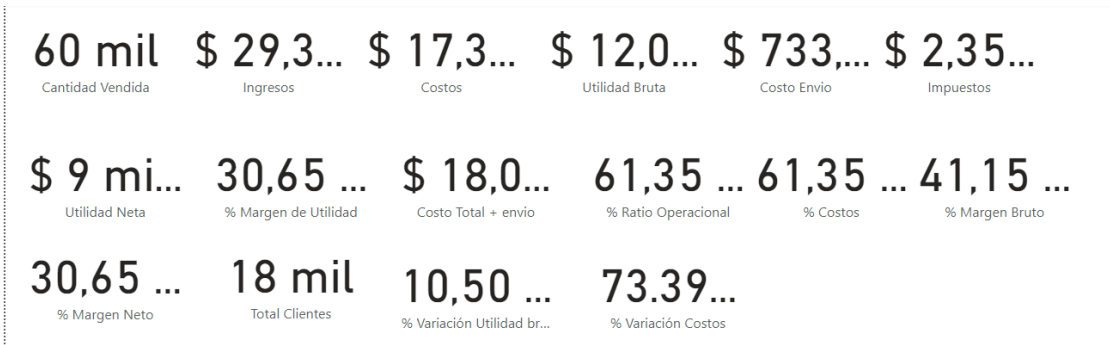 60 mil $ 29,3... $ 17,3... $ 12,0... $ 733,... $ 2,35...
Cantidad Vendida Ingresos Costos Utilidad Bruta Costo Envio Impuestos
$ 9 mi... 30,65 ... $ 18,0... 61,35 ... 61,35 ... 41,15 ...
Utilidad Neta % Margen de Utilidad Costo Total + envio % Ratio Operacional % Costos % Margen Bruto
30,65 ... 18 mil 10,50 ... 73.39...
% Margen Neto Total Clientes % Variación Utilidad br... % Variación Costos